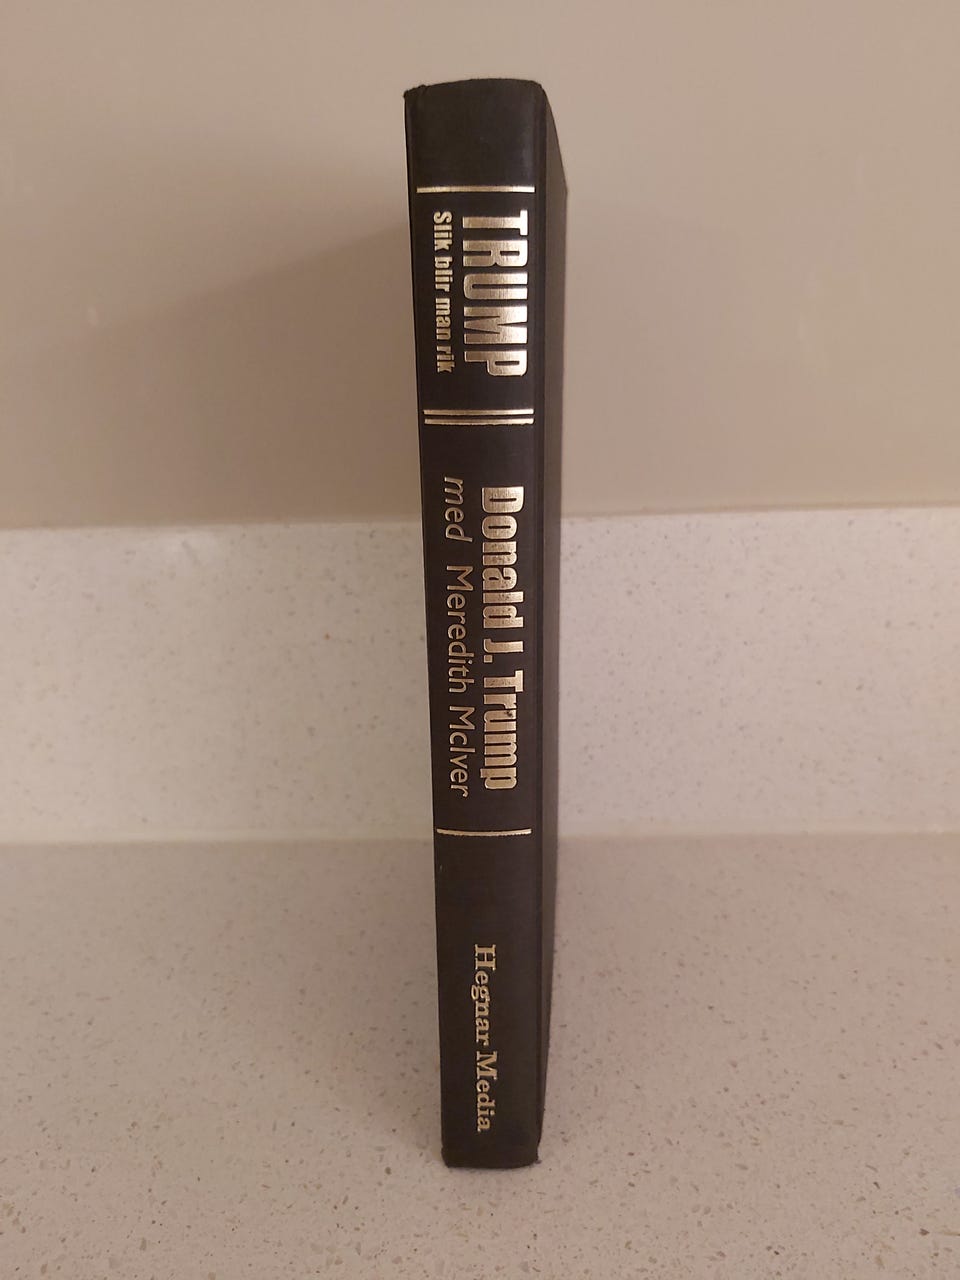 TRUMP
Slik blir man rik
Donald J. Trump
med Meredith McIver
Hegnar Media